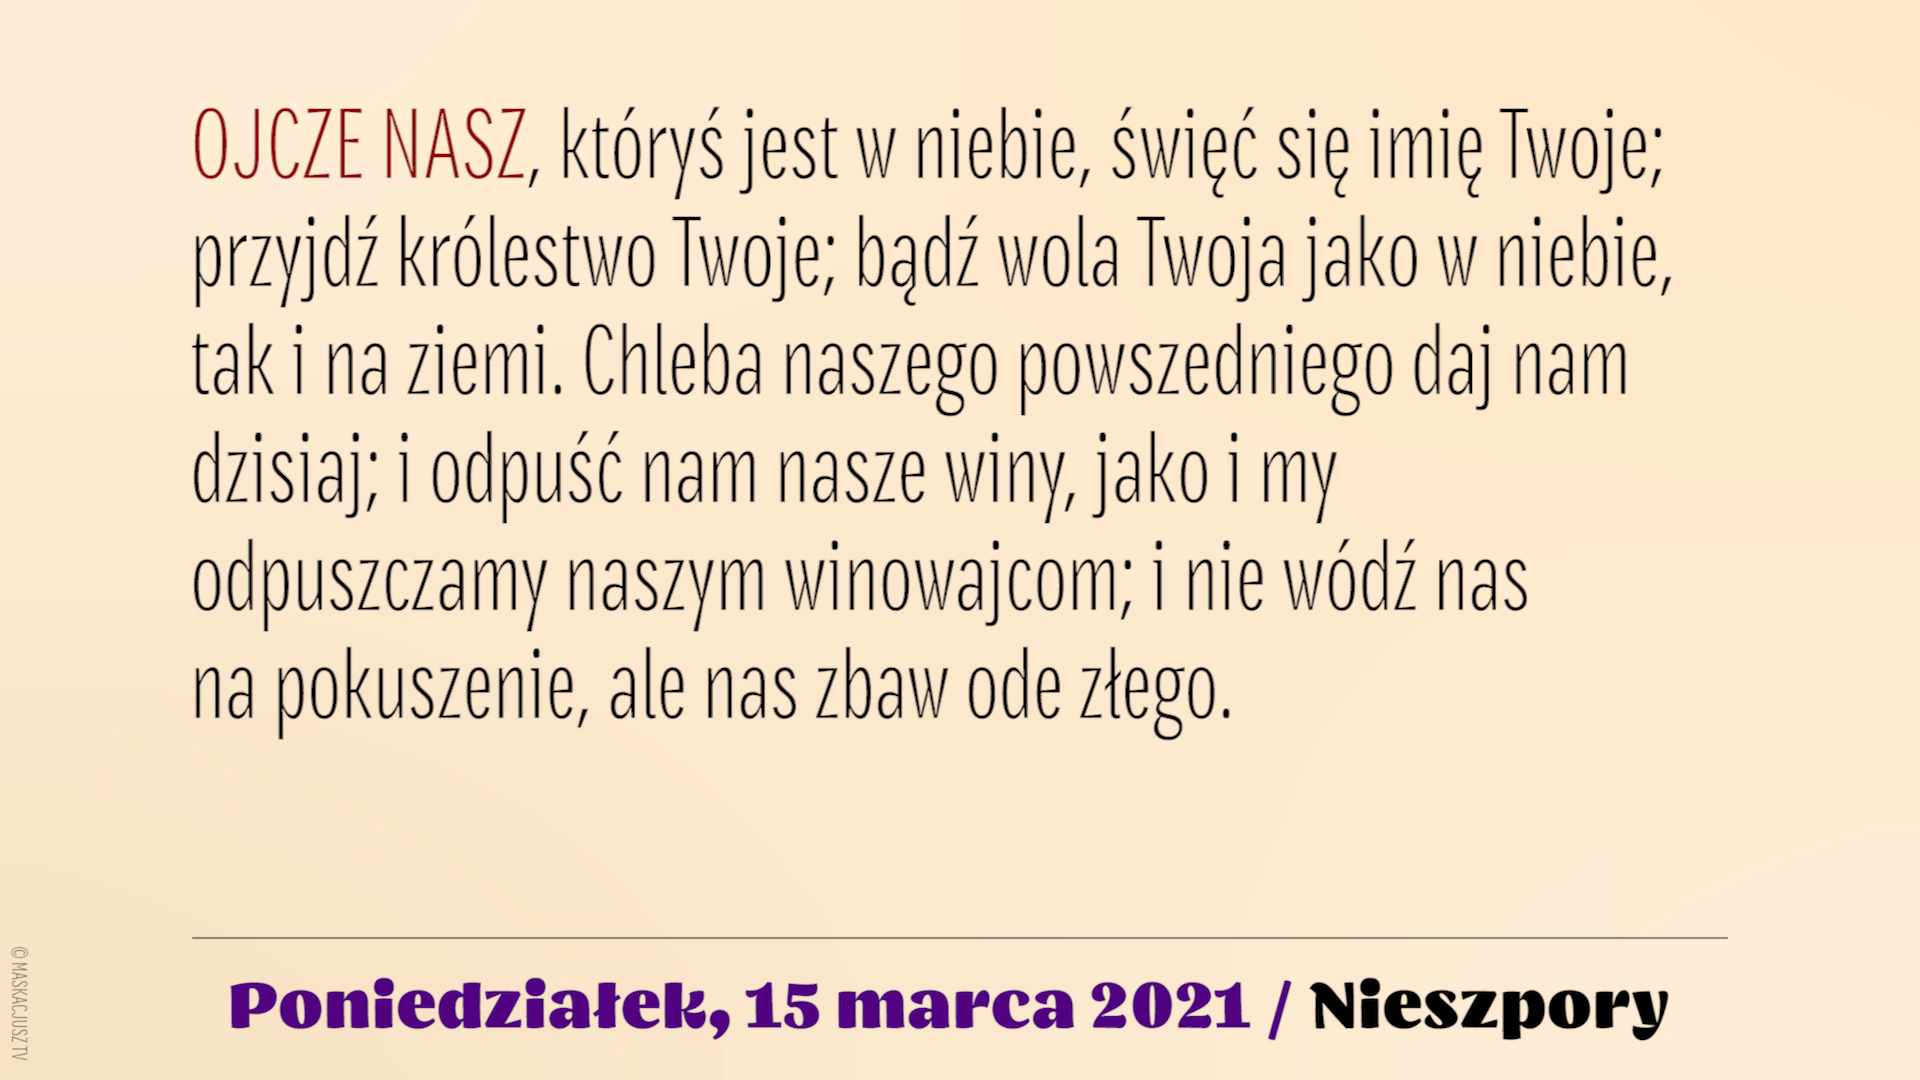 OJCZE NASZ, któryś jest w niebie, święć się imię Twoje;
przyjdź królestwo Twoje; bądź wola Twoja jako w niebie,
tak i na ziemi. Chleba naszego powszedniego daj nam
dzisiaj; i odpuść nam nasze winy, jako i my
odpuszczamy naszym winowajcom; i nie wódź nas
na pokuszenie, ale nas zbaw ode złego.
Poniedziałek, 15 marca 2021 / Nieszpory
© MASKACJUSZ TV